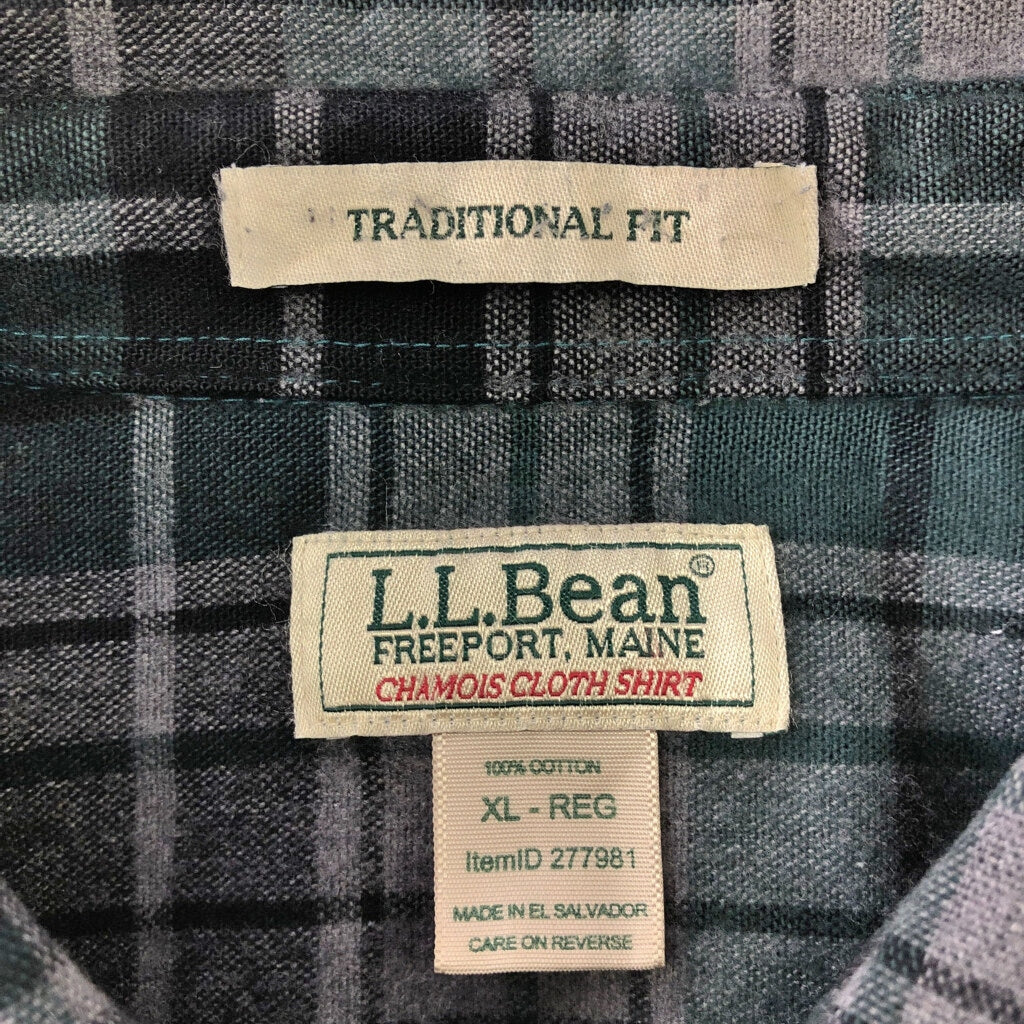 TRADITIONAL FIT
L.L.Bean®
FREEPORT, MAINE
CHAMOIS CLOTH SHIRT
100% COTTON
XL - REG
ItemID 277981
MADE IN EL SALVADOR
CARE ON REVERSE